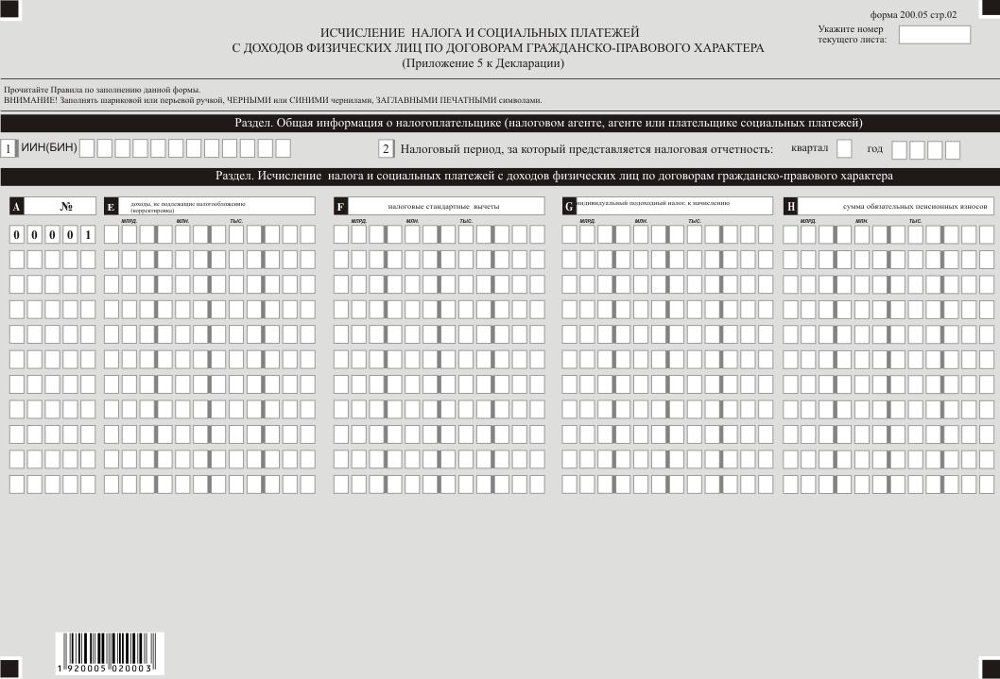 форма 200.05 стр.02
Укажите номер
текущего листа:
ИСЧИСЛЕНИЕ НАЛОГА И СОЦИАЛЬНЫХ ПЛАТЕЖЕЙ
С ДОХОДОВ ФИЗИЧЕСКИХ ЛИЦ ПО ДОГОВОРАМ ГРАЖДАНСКО-ПРАВОВОГО ХАРАКТЕРА
(Приложение 5 к Декларации)
Прочитайте Правила по заполнению данной формы.
ВНИМАНИЕ! Заполнять шариковой или перьевой ручкой, ЧЕРНЫМИ или СИНИМИ чернилами, ЗАГЛАВНЫМИ ПЕЧАТНЫМИ символами.
Раздел. Общая информация о налогоплательщике (налоговом агенте, агенте или плательщике социальных платежей)
1 ИИН(БИН) 2 Налоговый период, за который представляется налоговая отчетность: квартал год
Раздел. Исчисление налога и социальных платежей с доходов физических лиц по договорам гражданско-правового характера
A № E доходы, не подлежащие налогообложению
(корректировка)
F налоговые стандартные вычеты
G индивидуальный подоходный налог, к начислению
H сумма обязательных пенсионных взносов
МЛРД. МЛН. ТЫС. МЛРД. МЛН. ТЫС. МЛРД. МЛН. ТЫС. МЛРД. МЛН. ТЫС.
0 0 0 0 1
1 920005 020003